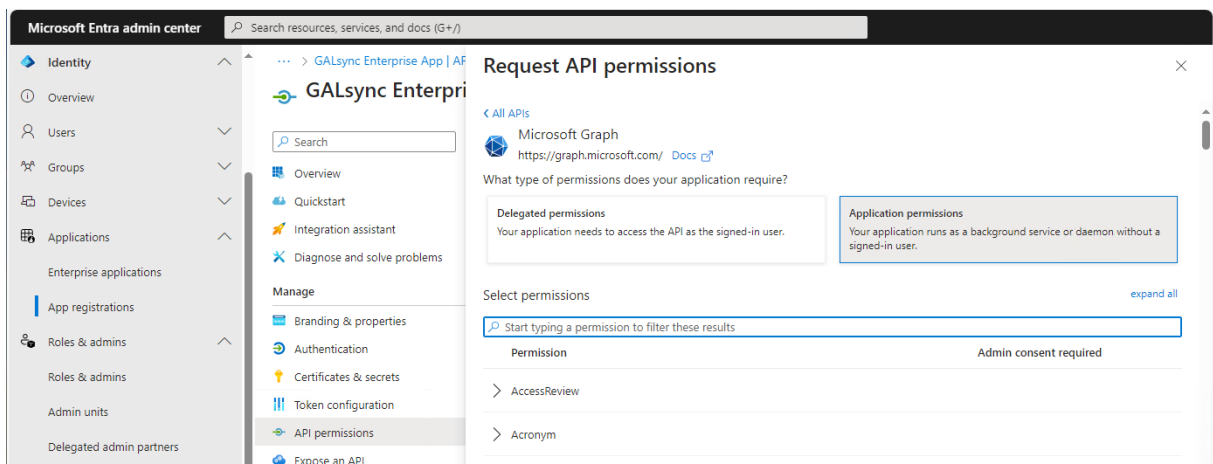 Microsoft Entra admin center
Search resources, services, and docs (G+/)
Identity
Overview
Users
Groups
Devices
Applications
Enterprise applications
App registrations
Roles & admins
Roles & admins
Admin units
Delegated admin partners
··· > GALsync Enterprise App | AP
GALsync Enterpri
Search
Overview
Quickstart
Integration assistant
Diagnose and solve problems
Manage
Branding & properties
Authentication
Certificates & secrets
Token configuration
API permissions
Expose an API
Request API permissions
All APIs
Microsoft Graph
https://graph.microsoft.com/ Docs
What type of permissions does your application require?
Delegated permissions
Your application needs to access the API as the signed-in user.
Application permissions
Your application runs as a background service or daemon without a
signed-in user.
Select permissions
expand all
Start typing a permission to filter these results
Permission
Admin consent required
AccessReview
Acronym